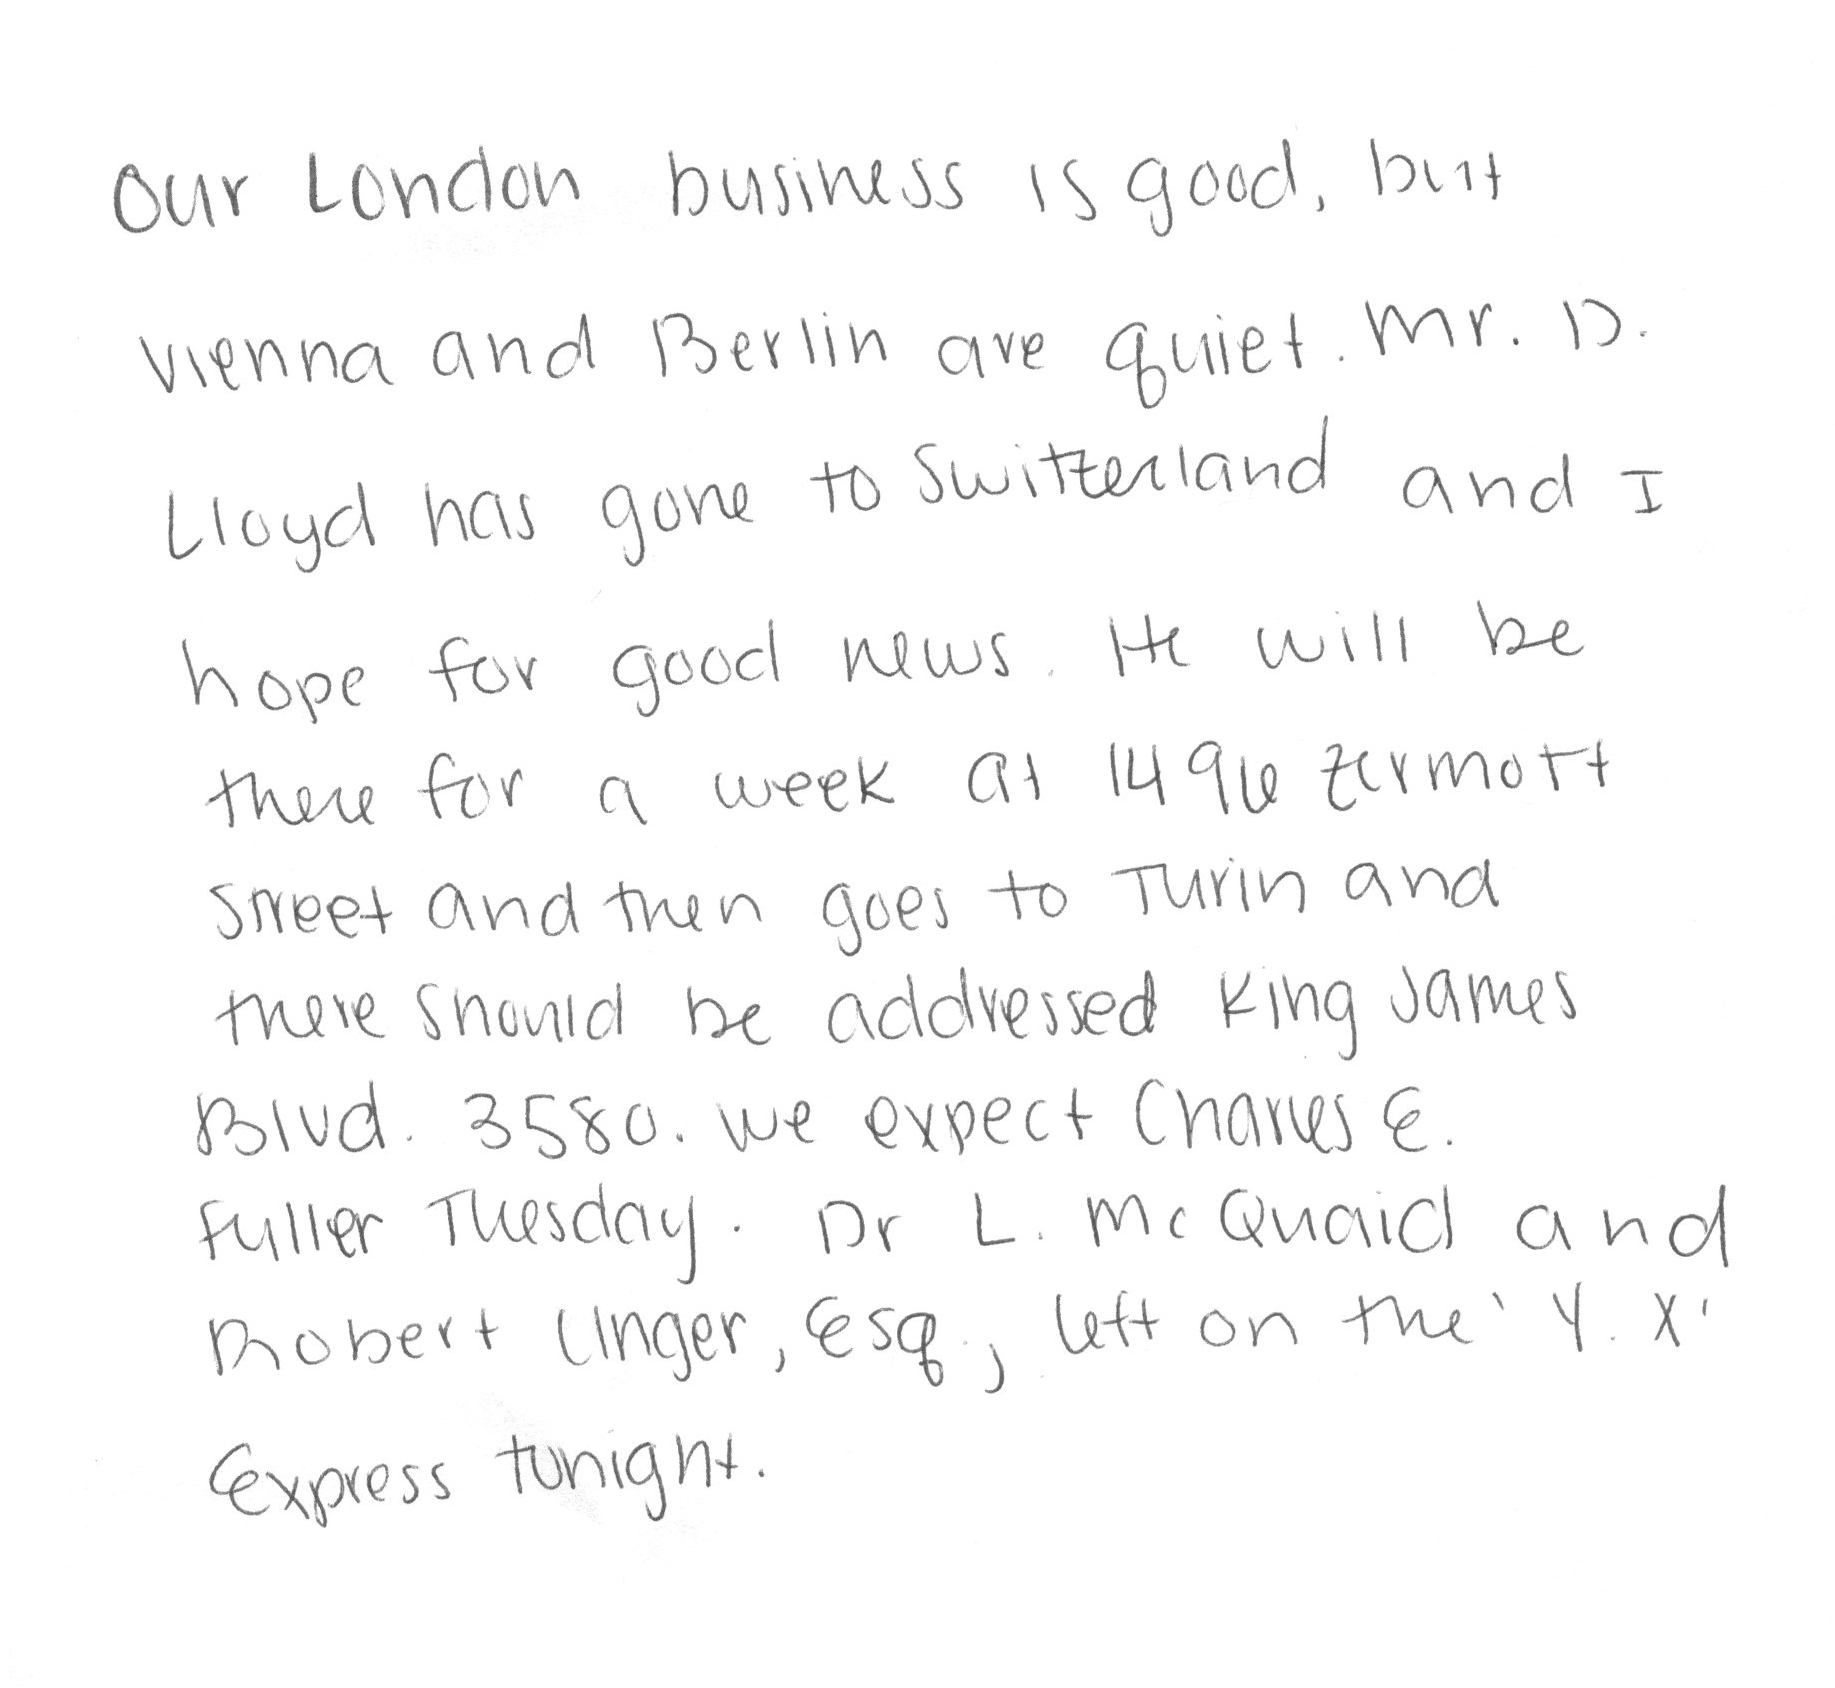 Our London business is good, but
Vienna and Berlin are quiet. Mr. D.
Lloyd has gone to Switzerland and I
hope for good news. He will be
there for a week at 1496 Zermott
Street and then goes to Turin and
there should be addressed King James
Blvd. 3580. We expect Charles E.
Fuller Tuesday. Dr L. McQuaid and
Robert Unger, Esq., left on the 'Y. X'
Express tonight.